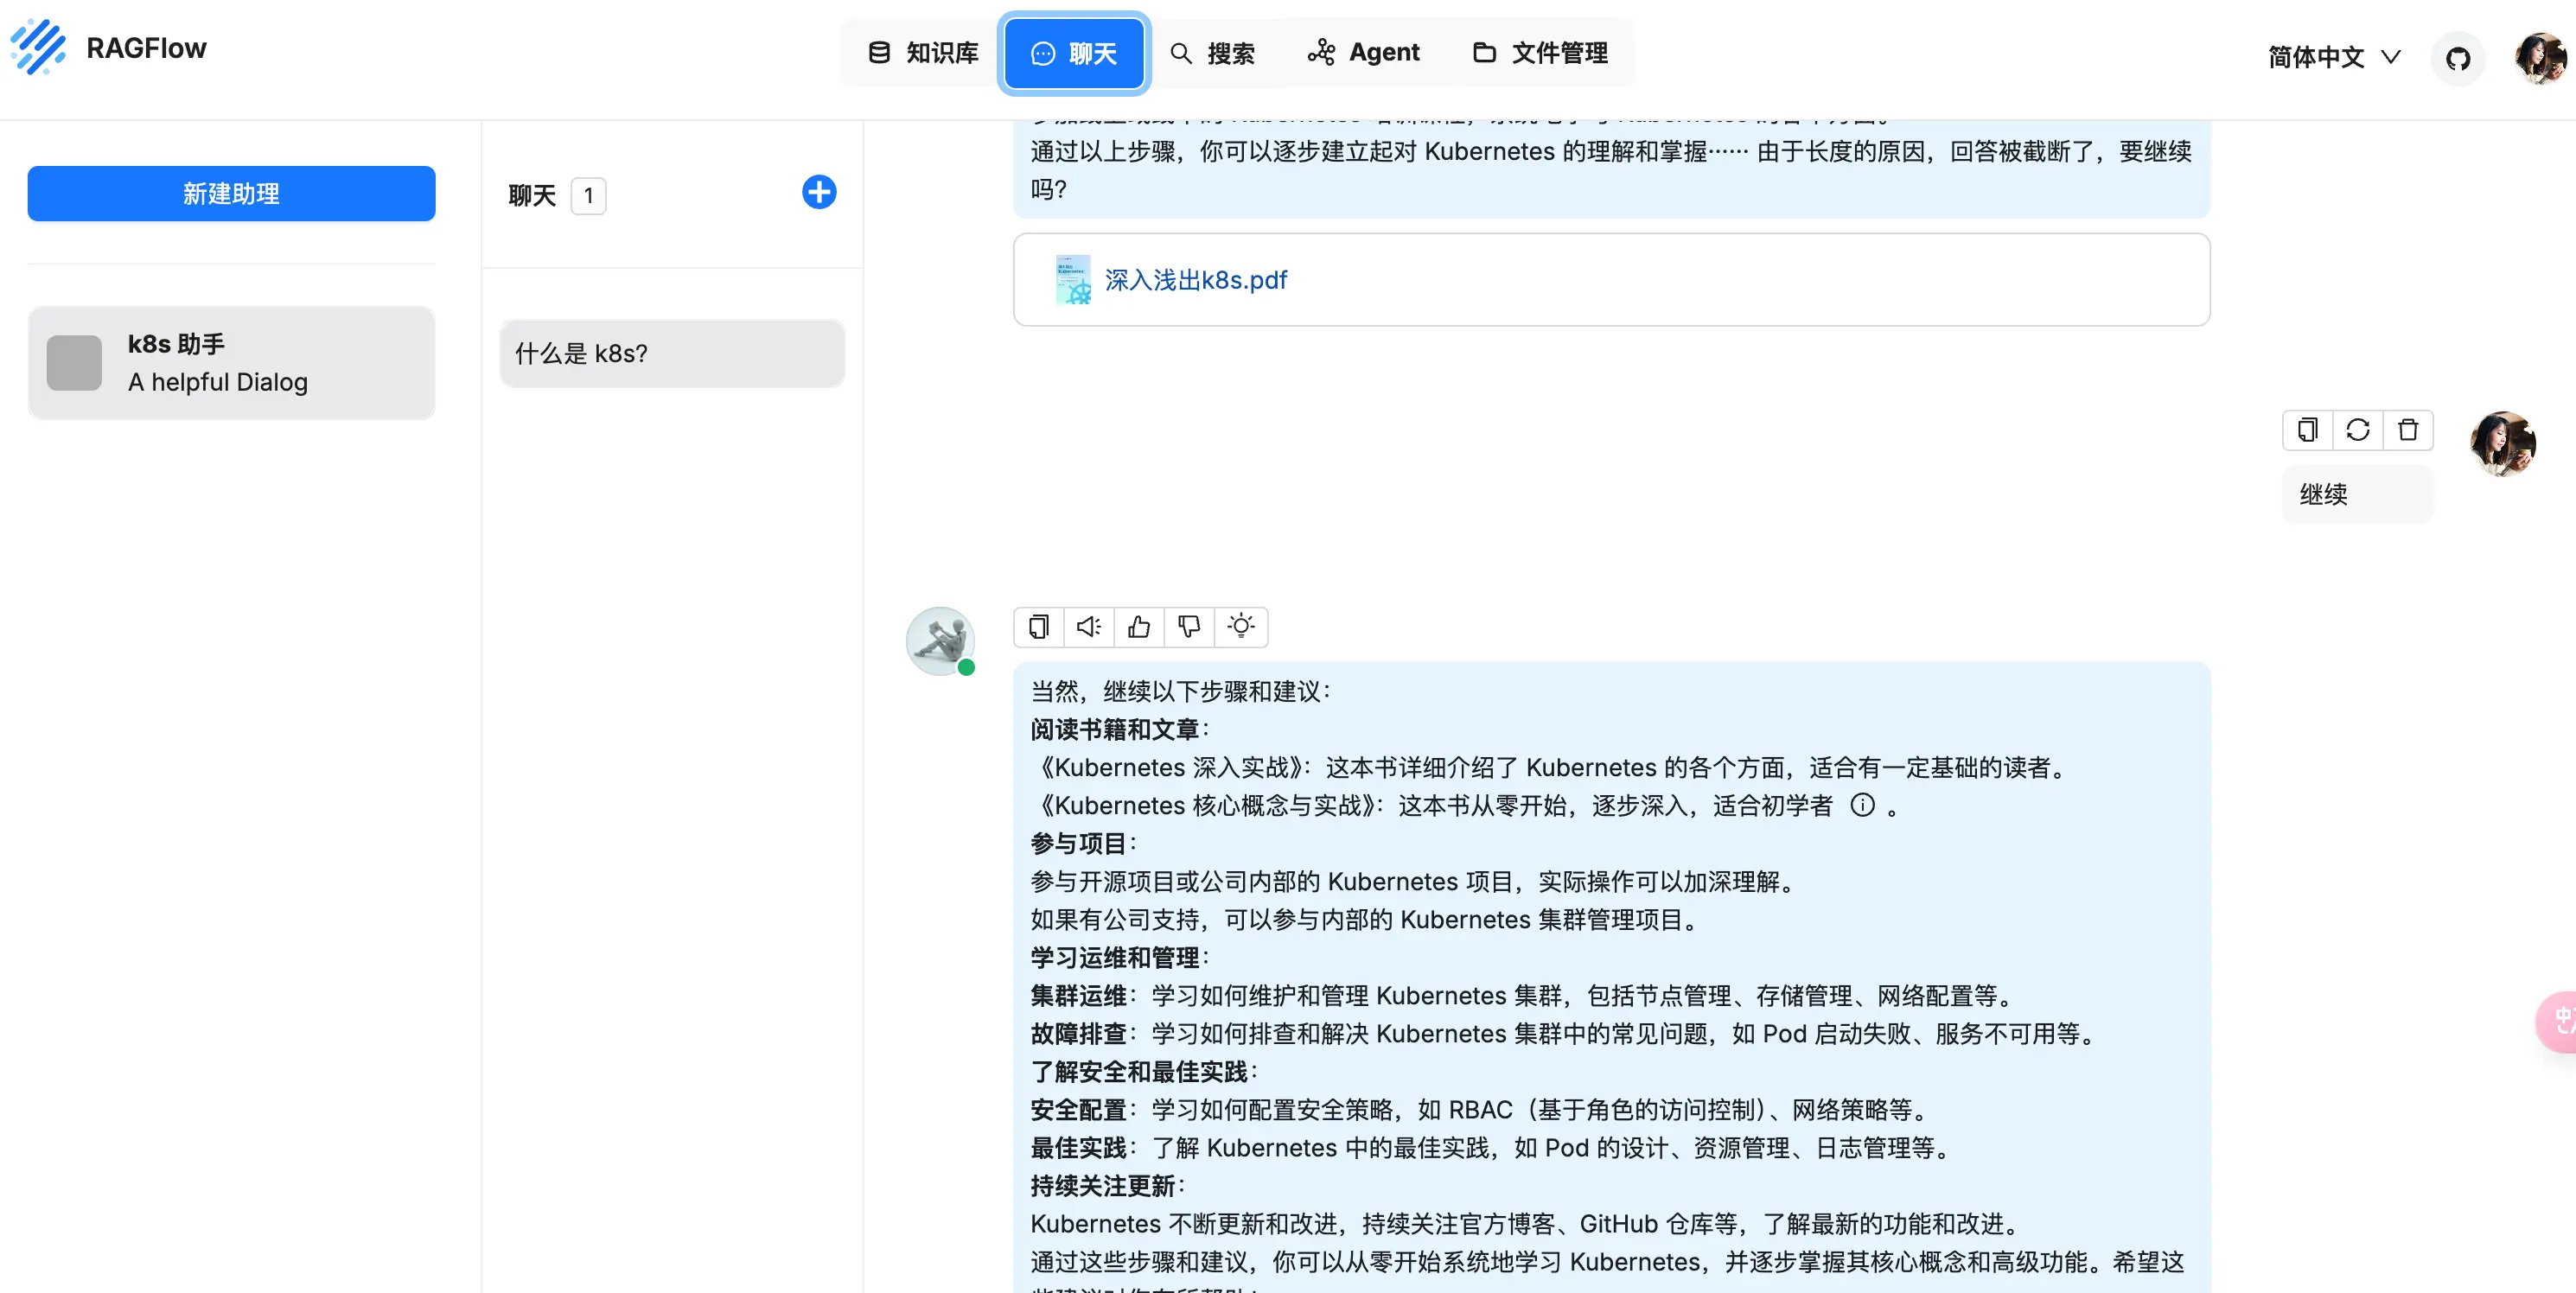 RAGFlow
知识库
聊天
搜索
Agent
文件管理
简体中文
新建助理
k8s 助手
A helpful Dialog
聊天 1
什么是 k8s?
通过以上步骤，你可以逐步建立起对 Kubernetes 的理解和掌握…… 由于长度的原因，回答被截断了，要继续
吗?
深入浅出k8s.pdf
继续
当然，继续以下步骤和建议：
阅读书籍和文章：
《Kubernetes 深入实战》：这本书详细介绍了 Kubernetes 的各个方面，适合有一定基础的读者。
《Kubernetes 核心概念与实战》：这本书从零开始，逐步深入，适合初学者 。
参与项目：
参与开源项目或公司内部的 Kubernetes 项目，实际操作可以加深理解。
如果有公司支持，可以参与内部的 Kubernetes 集群管理项目。
学习运维和管理：
集群运维：学习如何维护和管理 Kubernetes 集群，包括节点管理、存储管理、网络配置等。
故障排查：学习如何排查和解决 Kubernetes 集群中的常见问题，如 Pod 启动失败、服务不可用等。
了解安全和最佳实践：
安全配置：学习如何配置安全策略，如 RBAC（基于角色的访问控制）、网络策略等。
最佳实践：了解 Kubernetes 中的最佳实践，如 Pod 的设计、资源管理、日志管理等。
持续关注更新：
Kubernetes 不断更新和改进，持续关注官方博客、GitHub 仓库等，了解最新的功能和改进。
通过这些步骤和建议，你可以从零开始系统地学习 Kubernetes，并逐步掌握其核心概念和高级功能。希望这